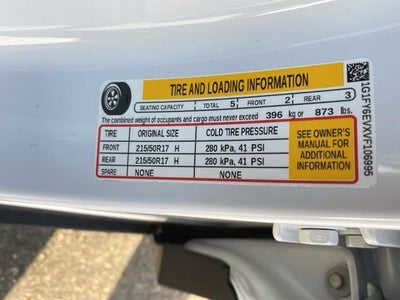 TIRE AND LOADING INFORMATION
SEATING CAPACITY TOTAL 5 FRONT 2 REAR 3
The combined weight of occupants and cargo must never exceed 396 kg or 873 lbs.
TIRE ORIGINAL SIZE COLD TIRE PRESSURE
FRONT 215/50R17 H 280 kPa, 41 PSI
REAR 215/50R17 H 280 kPa, 41 PSI
SPARE NONE NONE
SEE OWNER'S
MANUAL FOR
ADDITIONAL
INFORMATION
1G1FY6EVXVF106995